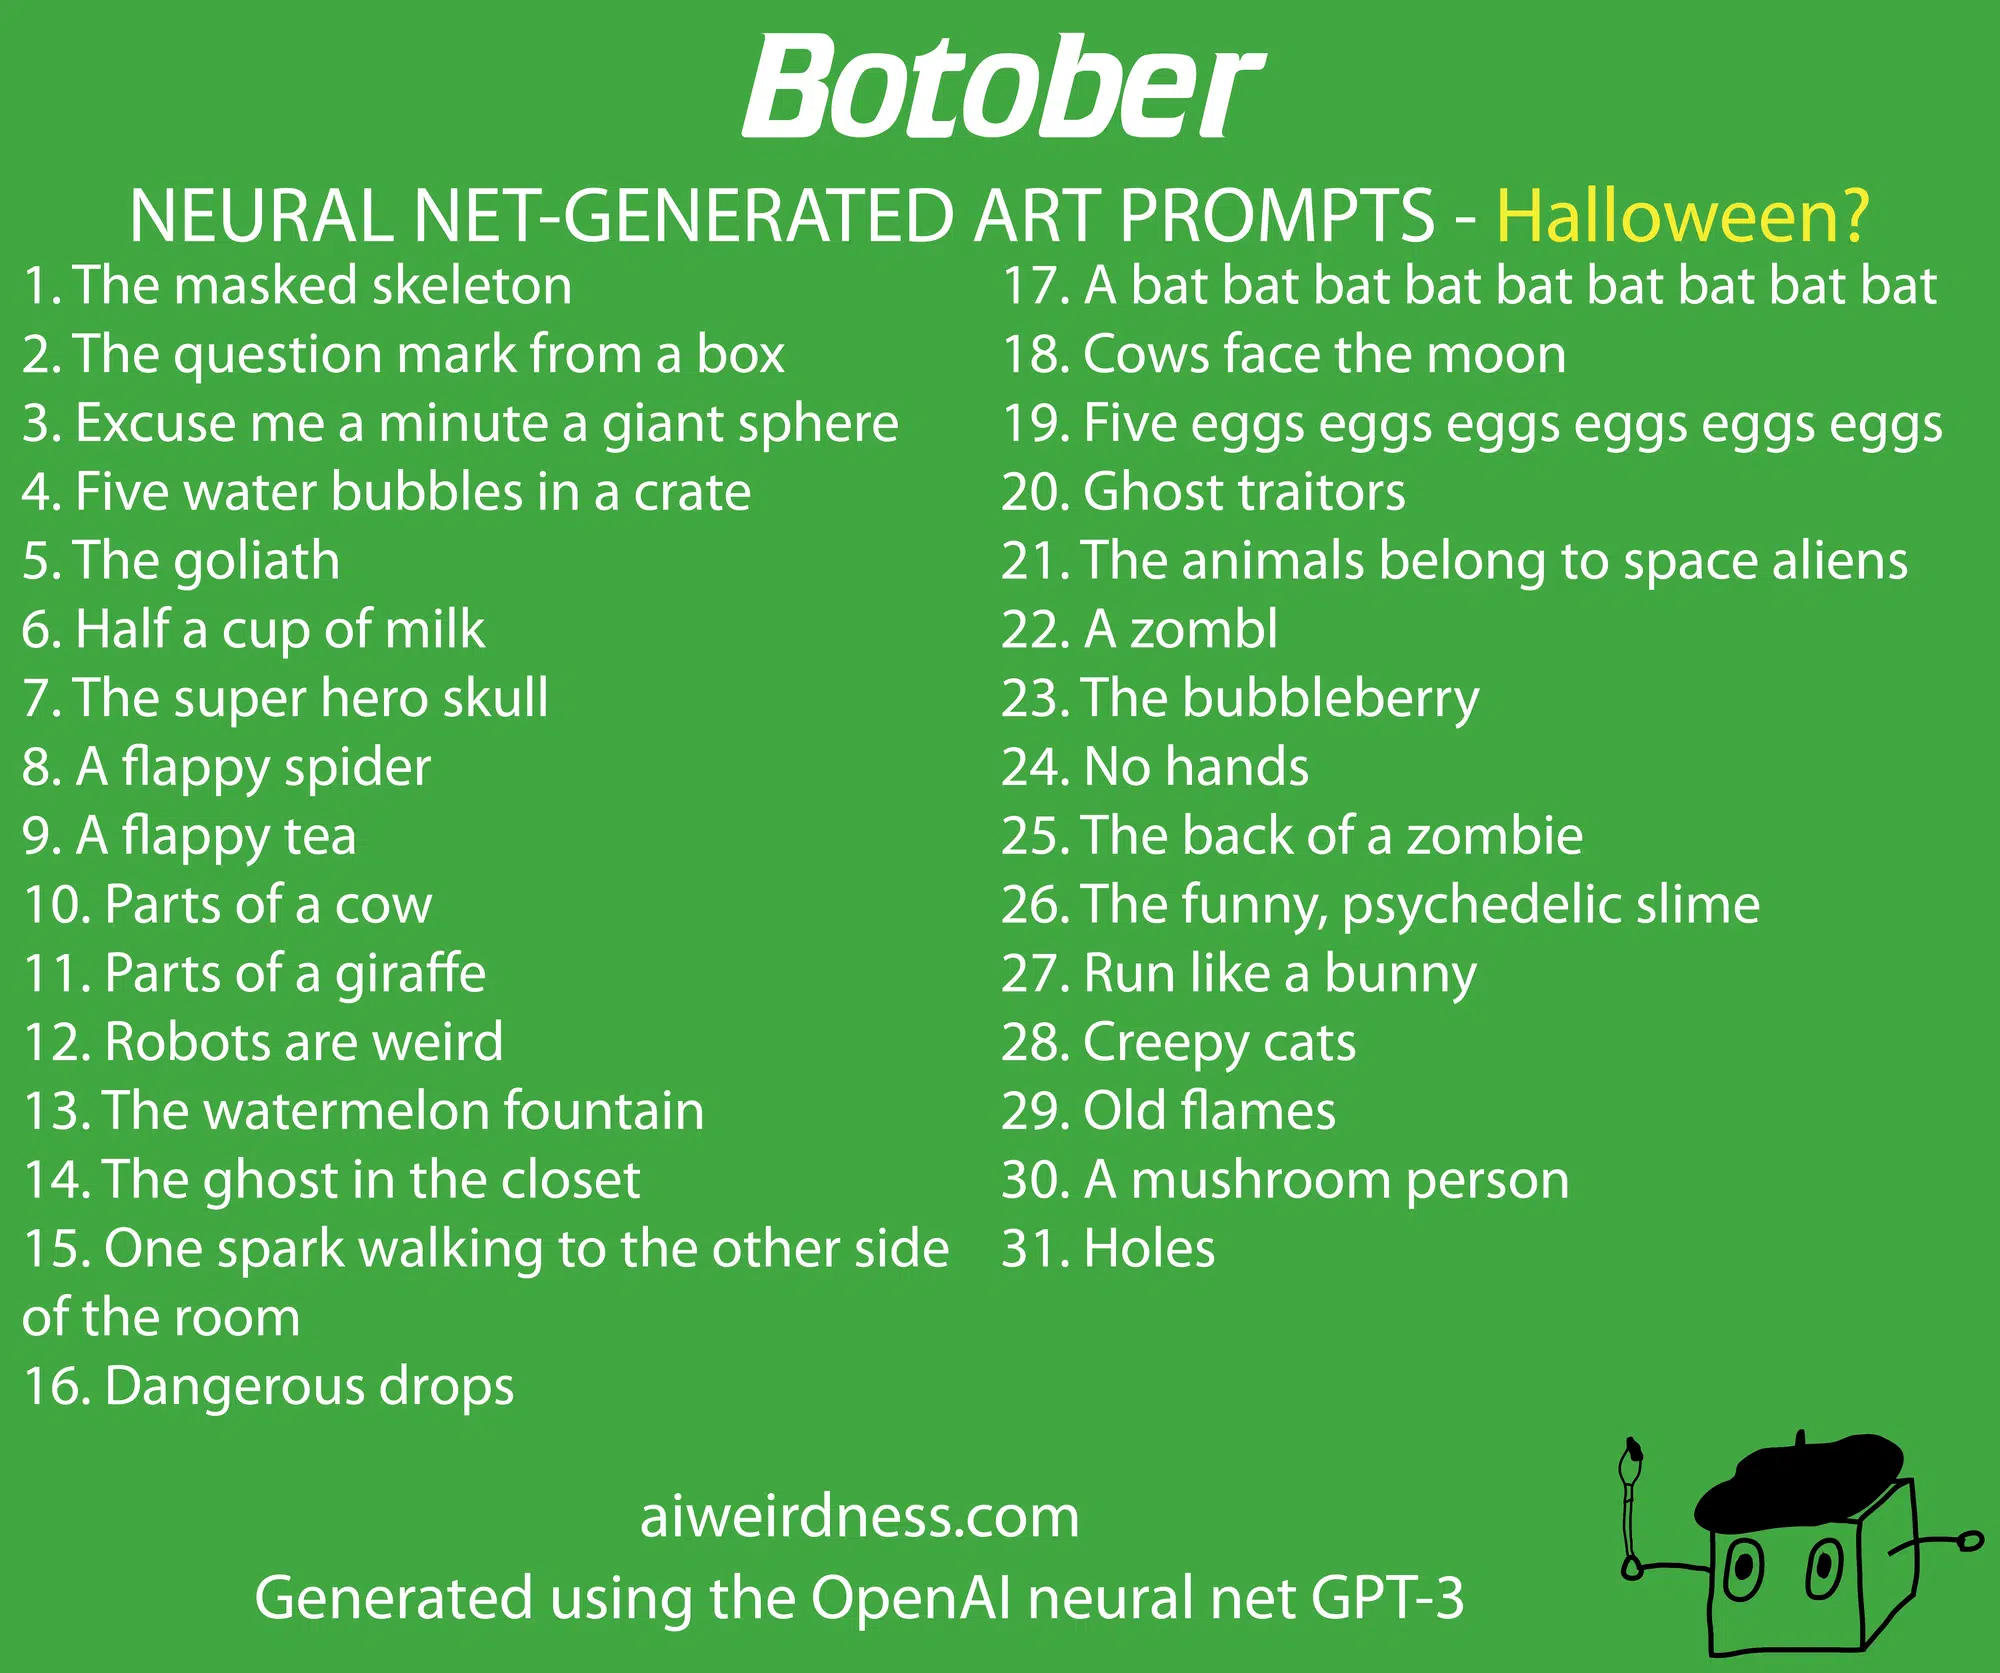 Botober
NEURAL NET-GENERATED ART PROMPTS - Halloween?
1. The masked skeleton
2. The question mark from a box
3. Excuse me a minute a giant sphere
4. Five water bubbles in a crate
5. The goliath
6. Half a cup of milk
7. The super hero skull
8. A flappy spider
9. A flappy tea
10. Parts of a cow
11. Parts of a giraffe
12. Robots are weird
13. The watermelon fountain
14. The ghost in the closet
15. One spark walking to the other side
of the room
16. Dangerous drops
17. A bat bat bat bat bat bat bat bat bat
18. Cows face the moon
19. Five eggs eggs eggs eggs eggs eggs
20. Ghost traitors
21. The animals belong to space aliens
22. A zombl
23. The bubbleberry
24. No hands
25. The back of a zombie
26. The funny, psychedelic slime
27. Run like a bunny
28. Creepy cats
29. Old flames
30. A mushroom person
31. Holes
aiweirdness.com
Generated using the OpenAI neural net GPT-3